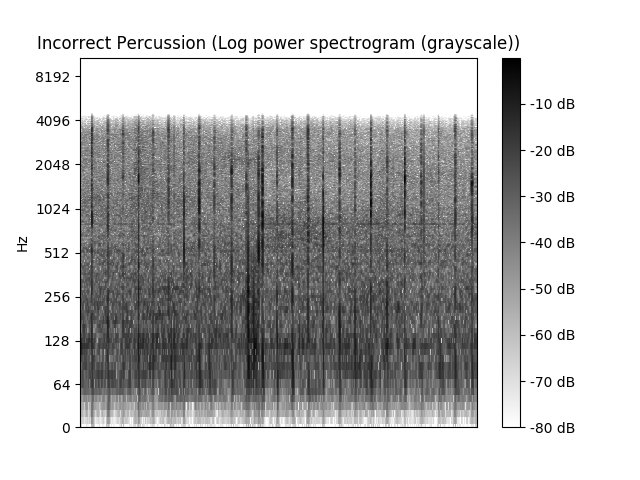 Incorrect Percussion (Log power spectrogram (grayscale))
Hz
8192
4096
2048
1024
512
256
128
64
0
-10 dB
-20 dB
-30 dB
-40 dB
-50 dB
-60 dB
-70 dB
-80 dB